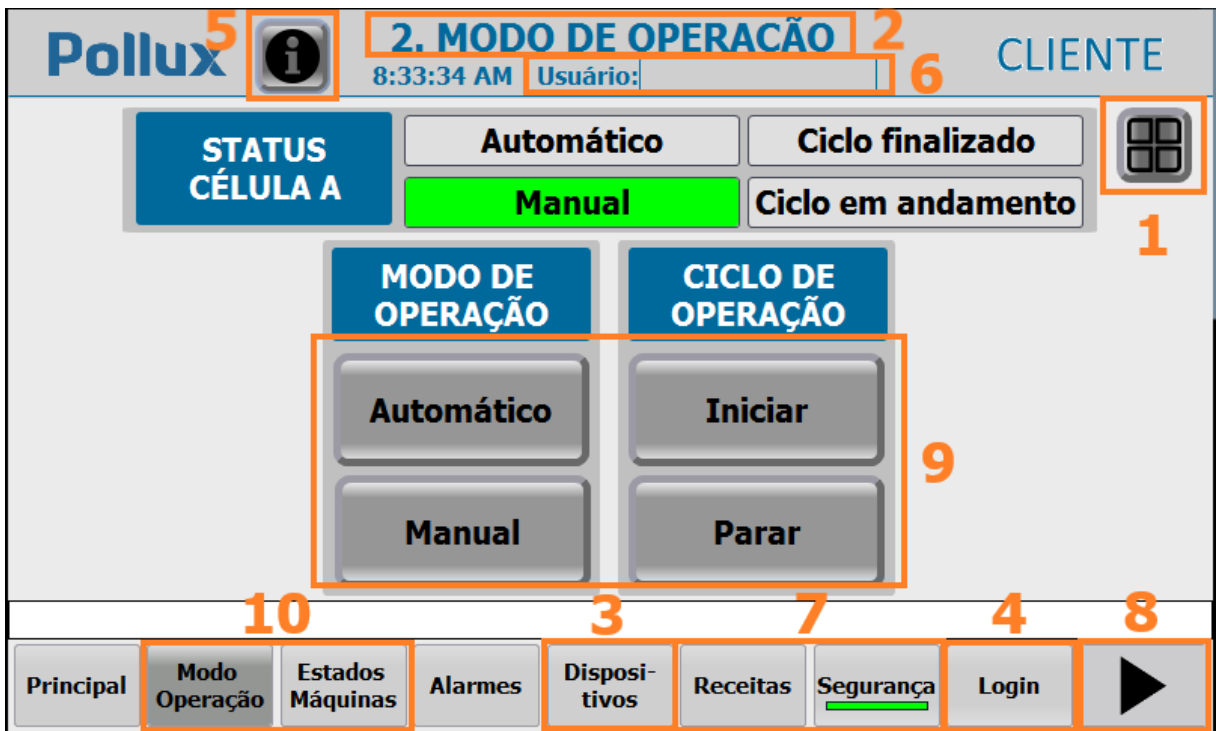 Pollux
5
i
2. MODO DE OPERAÇÃO
2
CLIENTE
8:33:34 AM
Usuário:
6
STATUS
CÉLULA A
Automático
Ciclo finalizado
Manual
Ciclo em andamento
1
MODO DE
OPERAÇÃO
CICLO DE
OPERAÇÃO
Automático
Iniciar
9
Manual
Parar
10
3
7
4
8
Principal
Modo
Operação
Estados
Máquinas
Alarmes
Disposi-
tivos
Receitas
Segurança
Login